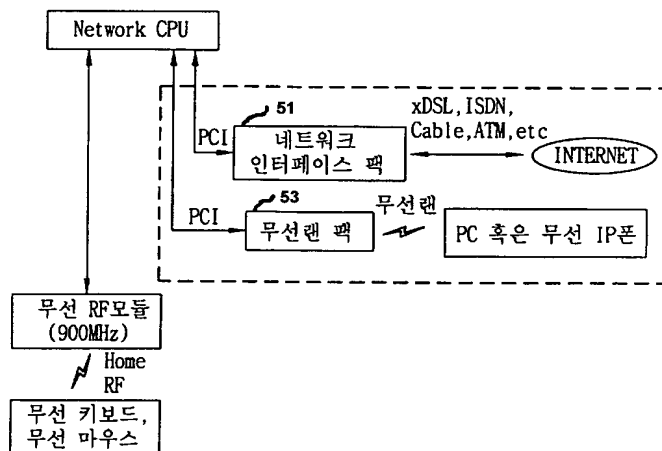 Network CPU
51
xDSL,ISDN,
Cable,ATM,etc
PCI
네트워크
인터페이스 팩
INTERNET
53
PCI
무선랜 팩
무선랜
PC 혹은 무선 IP폰
무선 RF모듈
(900MHz)
Home
RF
무선 키보드,
무선 마우스